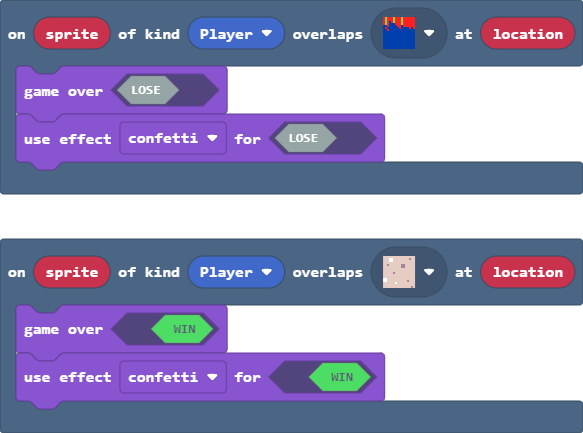 on sprite of kind Player overlaps at location
game over LOSE
use effect confetti for LOSE
on sprite of kind Player overlaps at location
game over WIN
use effect confetti for WIN